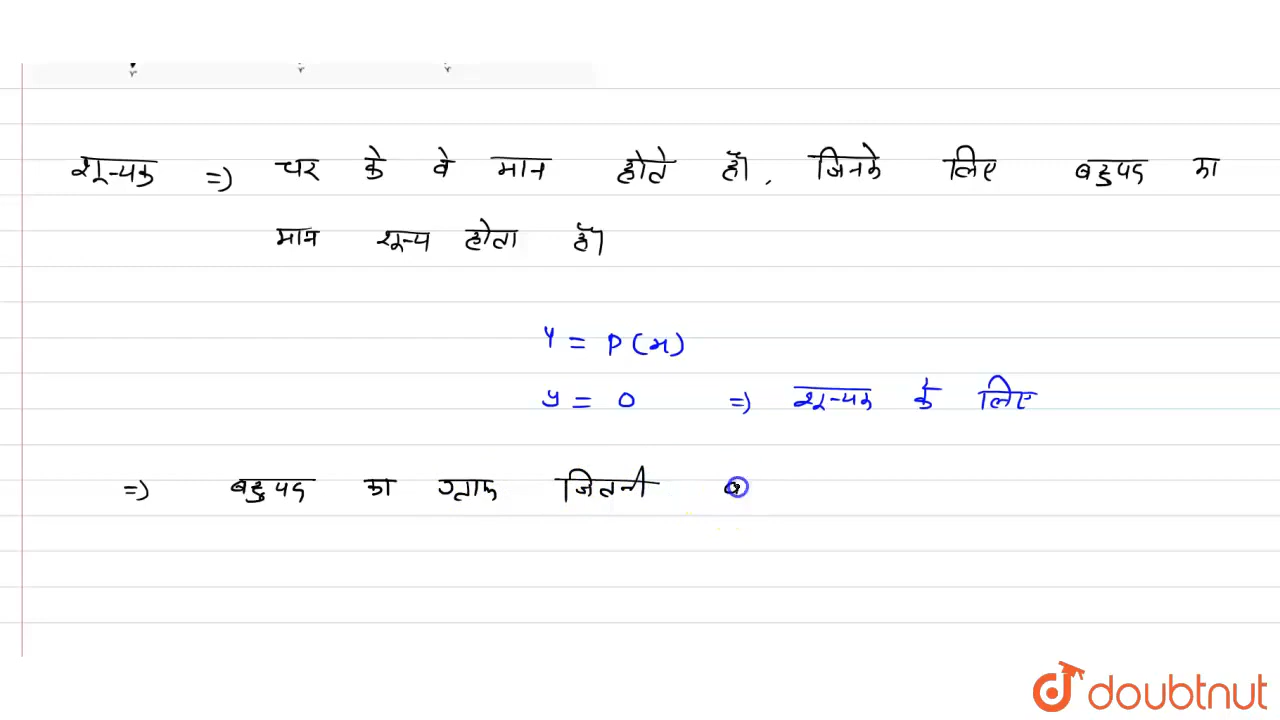 शून्यक => चर के वे मान होते हैं, जिनके लिए बहुपद का
मान शून्य होता है।
y = P(x)
y = 0 => शून्यक के लिए
=> बहुपद का ग्राफ जितनी ब
doubtnut